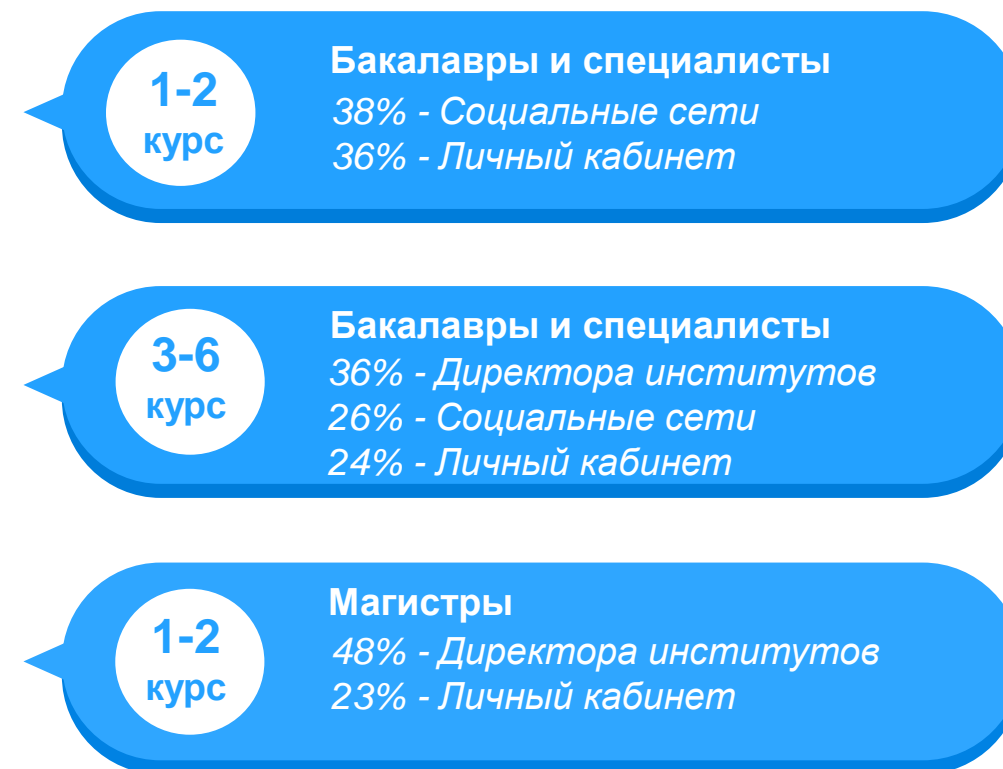 1-2
курс
Бакалавры и специалисты
38% - Социальные сети
36% - Личный кабинет
3-6
курс
Бакалавры и специалисты
36% - Директора институтов
26% - Социальные сети
24% - Личный кабинет
1-2
курс
Магистры
48% - Директора институтов
23% - Личный кабинет